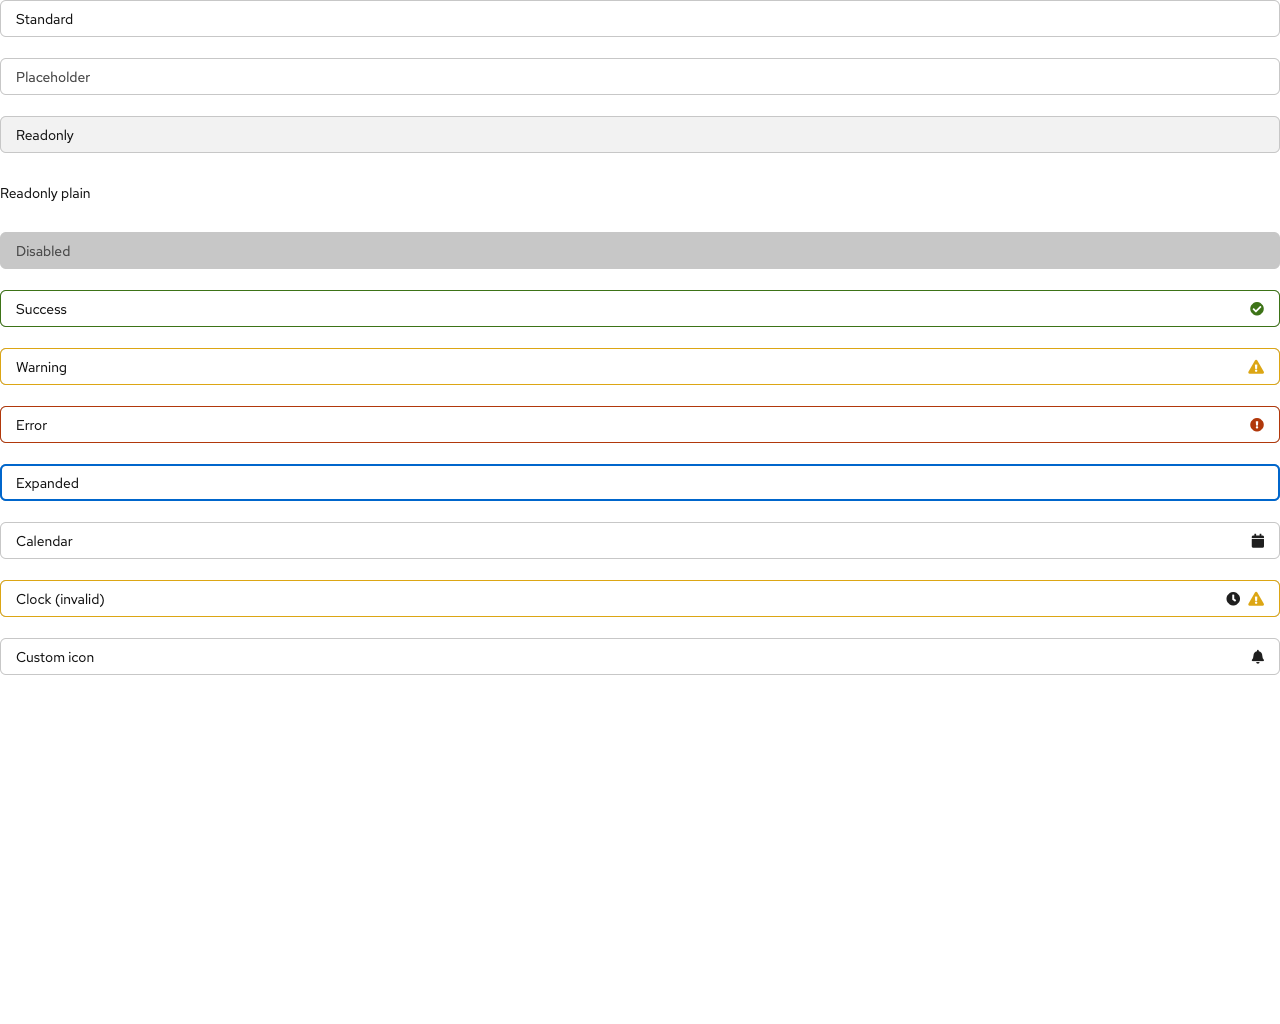 Standard
Placeholder
Readonly
Readonly plain
Disabled
Success
Warning
Error
Expanded
Calendar
Clock (invalid)
Custom icon